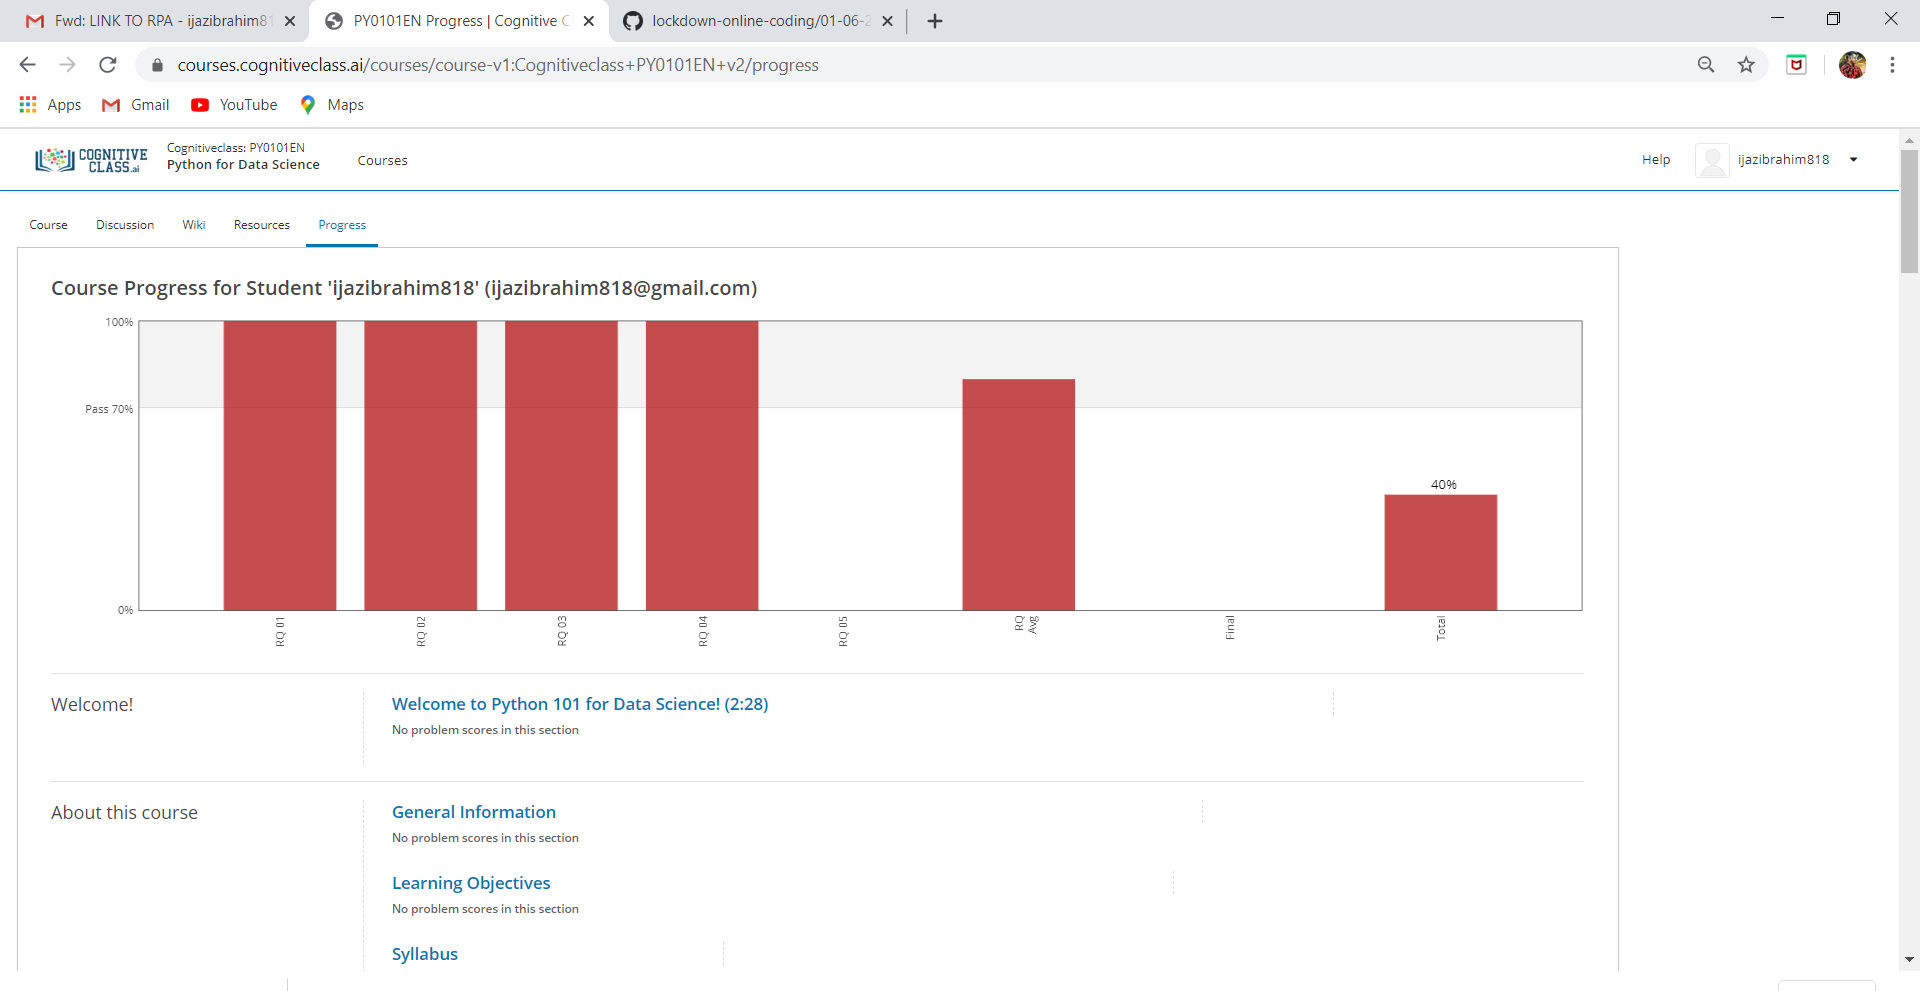 Fwd: LINK TO RPA - ijazibrahim81
PY0101EN Progress | Cognitive C
lockdown-online-coding/01-06-2
courses.cognitiveclass.ai/courses/course-v1:Cognitiveclass+PY0101EN+v2/progress
Apps
Gmail
YouTube
Maps
COGNITIVE
CLASS.ai
Cognitiveclass: PY0101EN
Python for Data Science
Courses
Help
ijazibrahim818
Course
Discussion
Wiki
Resources
Progress
Course Progress for Student 'ijazibrahim818' (ijazibrahim818@gmail.com)
100%
Pass 70%
0%
40%
RQ 01
RQ 02
RQ 03
RQ 04
RQ 05
RQ
Avg
Final
Total
Welcome!
Welcome to Python 101 for Data Science! (2:28)
No problem scores in this section
About this course
General Information
No problem scores in this section
Learning Objectives
No problem scores in this section
Syllabus